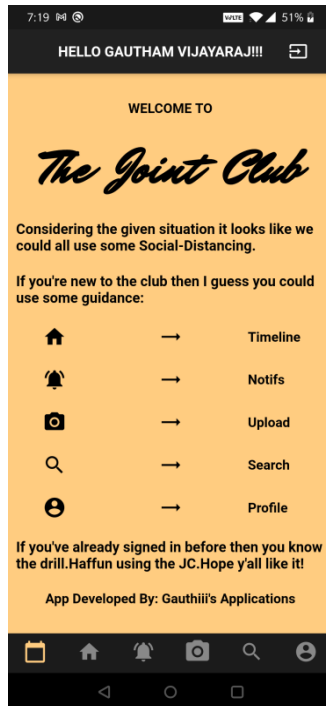 7:19 VoLTE 51%
HELLO GAUTHAM VIJAYARAJ!!!
WELCOME TO
The Joint Club
Considering the given situation it looks like we
could all use some Social-Distancing.
If you're new to the club then I guess you could
use some guidance:
Timeline
Notifs
Upload
Search
Profile
If you've already signed in before then you know
the drill.Haffun using the JC.Hope y'all like it!
App Developed By: Gauthiii's Applications